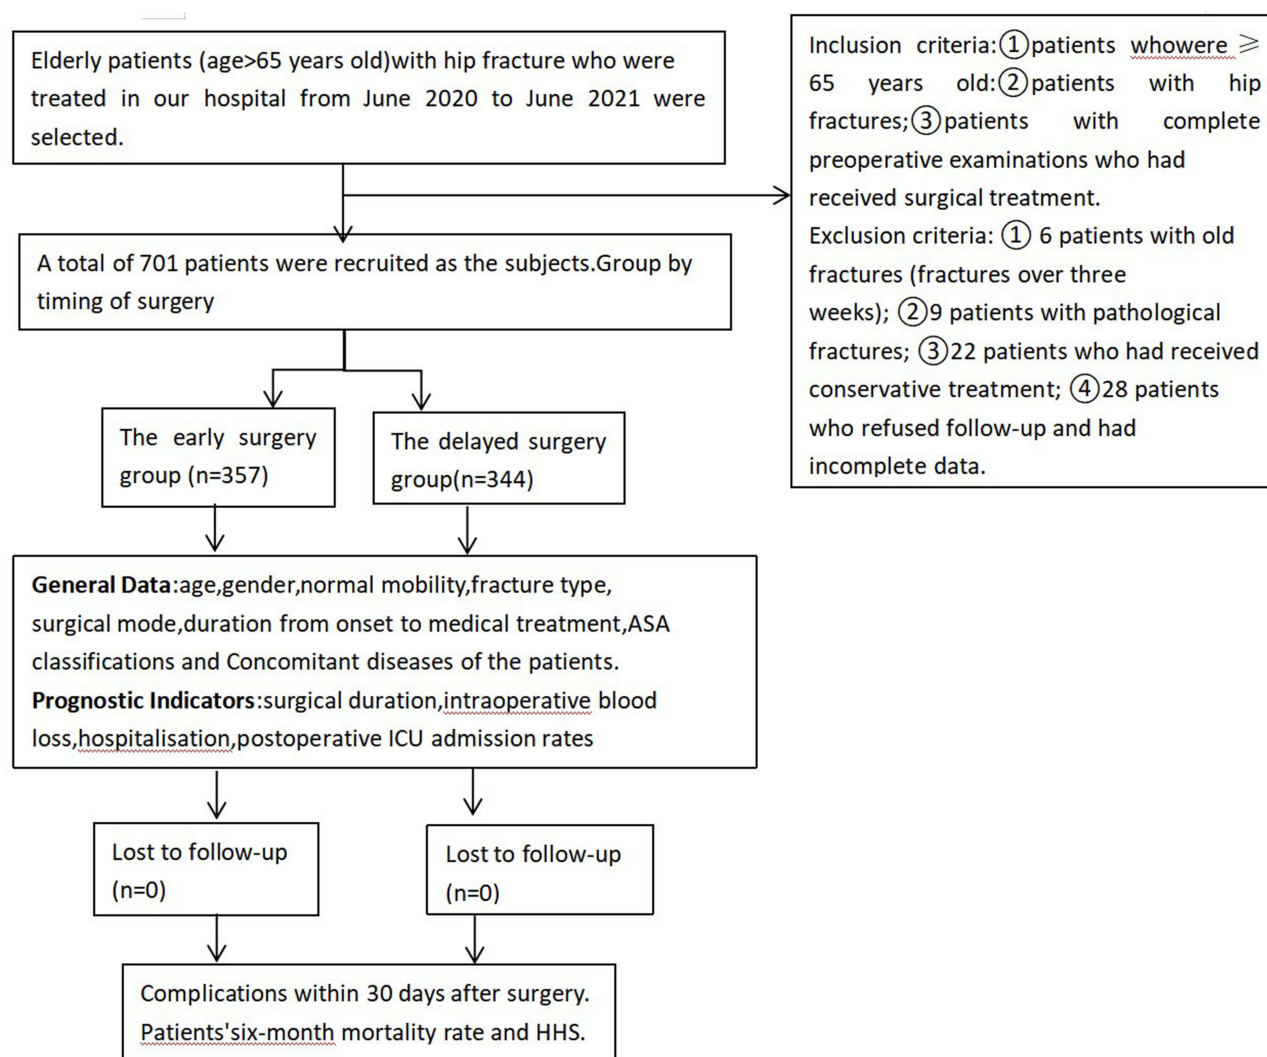 Elderly patients (age>65 years old)with hip fracture who were
treated in our hospital from June 2020 to June 2021 were
selected.
Inclusion criteria:①patients whowere ≥
65 years old:②patients with hip
fractures;③patients with complete
preoperative examinations who had
received surgical treatment.
Exclusion criteria: ① 6 patients with old
fractures (fractures over three
weeks); ②9 patients with pathological
fractures; ③22 patients who had received
conservative treatment; ④28 patients
who refused follow-up and had
incomplete data.
A total of 701 patients were recruited as the subjects.Group by
timing of surgery
The early surgery
group (n=357)
The delayed surgery
group(n=344)
General Data:age,gender,normal mobility,fracture type,
surgical mode,duration from onset to medical treatment,ASA
classifications and Concomitant diseases of the patients.
Prognostic Indicators:surgical duration,intraoperative blood
loss,hospitalisation,postoperative ICU admission rates
Lost to follow-up
(n=0)
Lost to follow-up
(n=0)
Complications within 30 days after surgery.
Patients'six-month mortality rate and HHS.